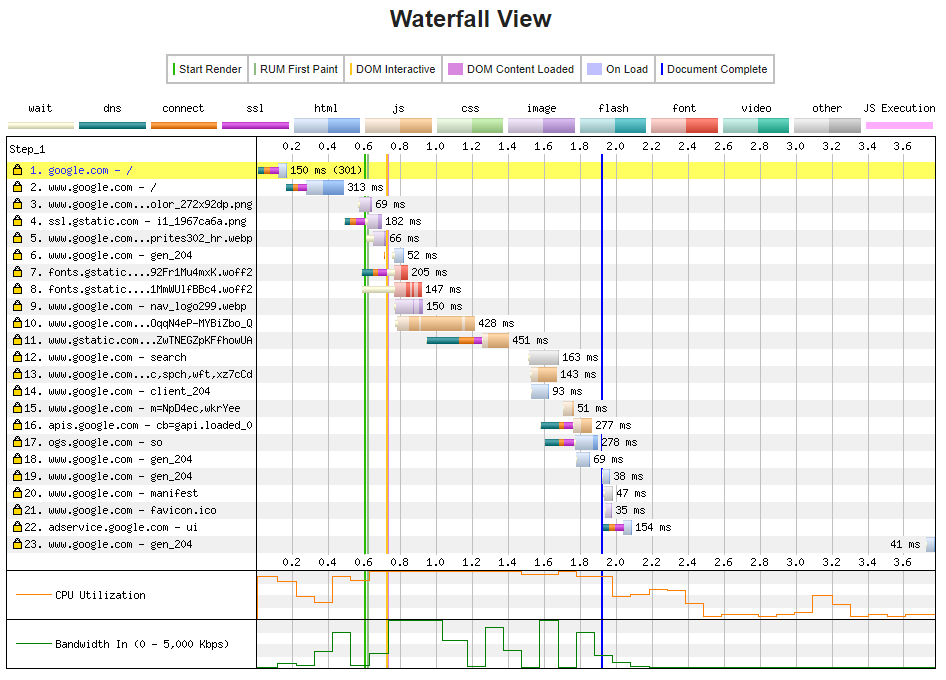 Waterfall View
Start Render RUM First Paint DOM Interactive DOM Content Loaded On Load Document Complete
wait dns connect ssl html js css image flash font video other JS Execution
Step_1 0.2 0.4 0.6 0.8 1.0 1.2 1.4 1.6 1.8 2.0 2.2 2.4 2.6 2.8 3.0 3.2 3.4 3.6
1. google.com - / 150 ms (301)
2. www.google.com - / 313 ms
3. www.google.com...olor_272x92dp.png 69 ms
4. ssl.gstatic.com - i1_1967ca6a.png 182 ms
5. www.google.com...prites302_hr.webp 66 ms
6. www.google.com - gen_204 52 ms
7. fonts.gstatic....92Fr1Mu4mxK.woff2 205 ms
8. fonts.gstatic....1MmWUlfBBc4.woff2 147 ms
9. www.google.com - nav_logo299.webp 150 ms
10. www.google.com...OqqN4eP-MYBiZbo_Q 428 ms
11. www.gstatic.com...ZwTNEGZpKFfhowUA 451 ms
12. www.google.com - search 163 ms
13. www.google.com...c,spch,wft,xz7cCd 143 ms
14. www.google.com - client_204 93 ms
15. www.google.com - m=NpD4ec,wkrYee 51 ms
16. apis.google.com - cb=gapi.loaded_0 277 ms
17. ogs.google.com - so 278 ms
18. www.google.com - gen_204 69 ms
19. www.google.com - gen_204 38 ms
20. www.google.com - manifest 47 ms
21. www.google.com - favicon.ico 35 ms
22. adservice.google.com - ui 154 ms
23. www.google.com - gen_204 41 ms
0.2 0.4 0.6 0.8 1.0 1.2 1.4 1.6 1.8 2.0 2.2 2.4 2.6 2.8 3.0 3.2 3.4 3.6
CPU Utilization
Bandwidth In (0 - 5,000 Kbps)